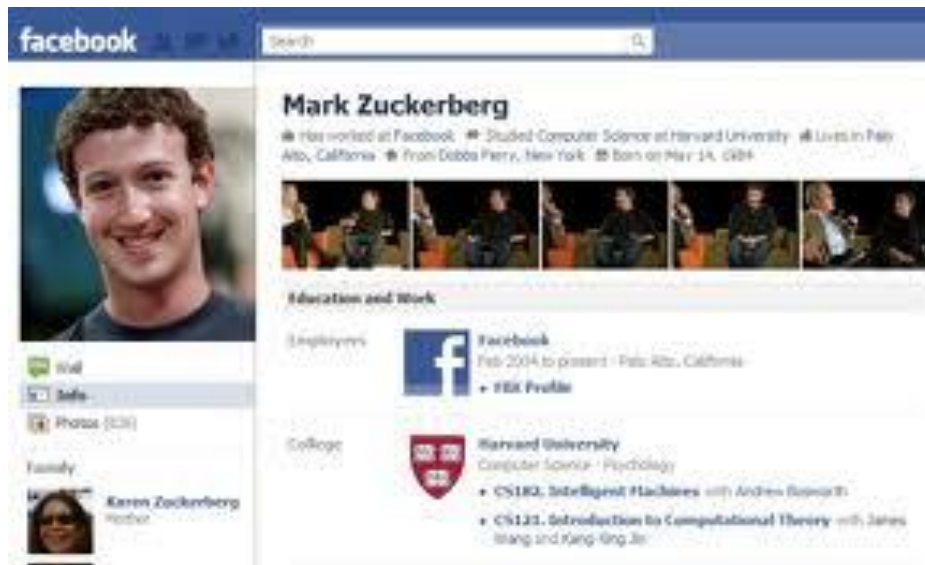 facebook
Search
Mark Zuckerberg
Has worked at Facebook Studied Computer Science at Harvard University Lives in Palo
Alto, California From Dobbs Ferry, New York Born on May 14, 1984
Education and Work
Employers
Facebook
Feb 2004 to present · Palo Alto, California
• FBX Profile
College
Harvard University
Computer Science · Psychology
• CS182. Intelligent Machines with Andrew Bosworth
• CS121. Introduction to Computational Theory with James
Wang and Kang-Xing Jin
Wall
Info
Photos
Family
Karen Zuckerberg
Mother